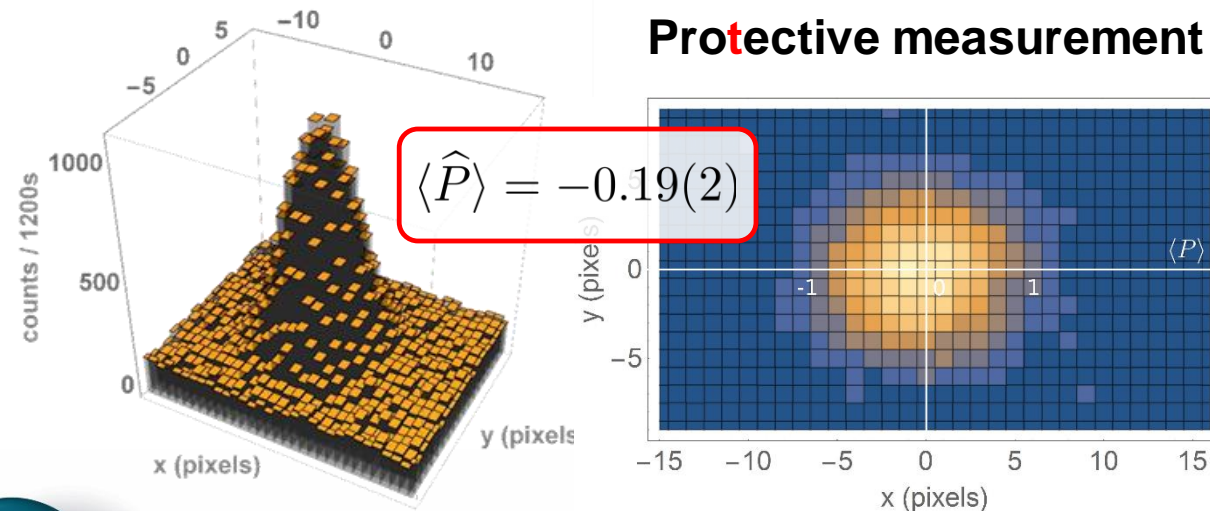 Protective measurement
⟨P̂⟩ = −0.19(2)
−10
0
10
5
0
−5
1000
500
0
counts / 1200s
x (pixels)
y (pixels
y (pixels)
0
−5
-1
0
1
⟨P⟩
−15
−10
−5
0
5
10
15
x (pixels)